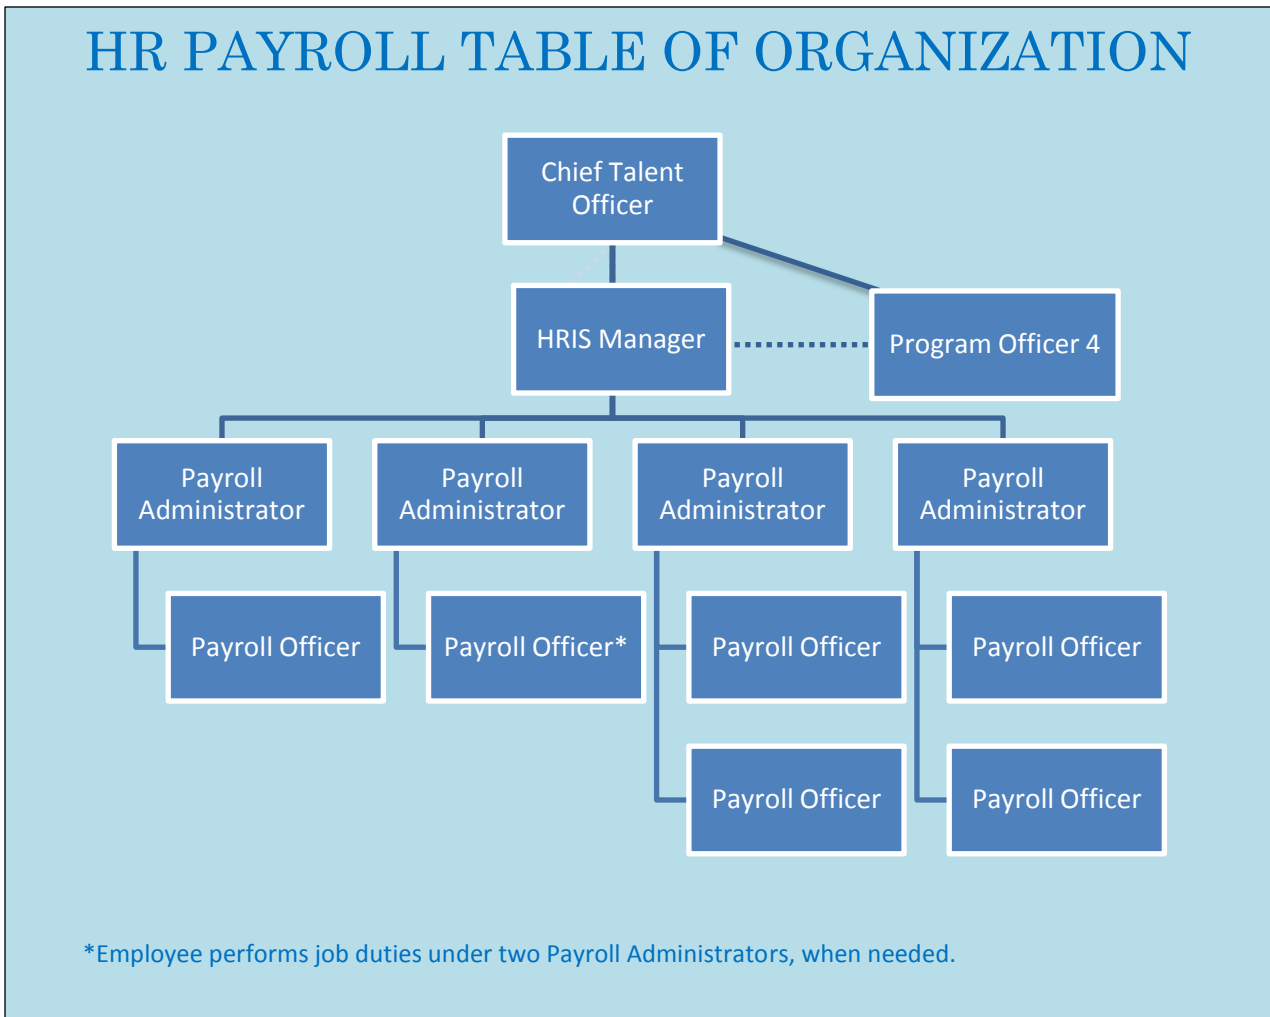 HR PAYROLL TABLE OF ORGANIZATION
Chief Talent
Officer
HRIS Manager
Program Officer 4
Payroll
Administrator
Payroll
Administrator
Payroll
Administrator
Payroll
Administrator
Payroll Officer
Payroll Officer*
Payroll Officer
Payroll Officer
Payroll Officer
Payroll Officer
*Employee performs job duties under two Payroll Administrators, when needed.